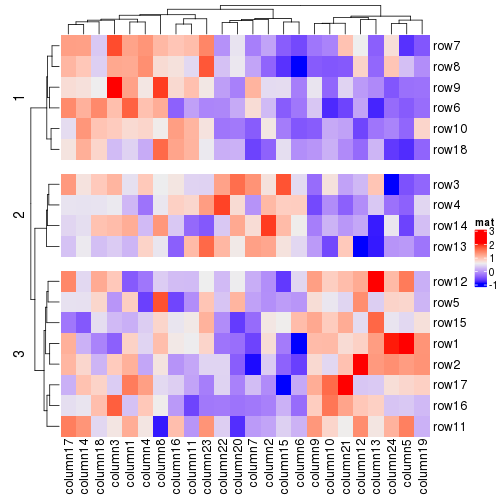 1
row7
row8
row9
row6
row10
row18
2
row3
row4
row14
row13
3
row12
row5
row15
row1
row2
row17
row16
row11
mat
3
2
1
0
-1
column17
column14
column18
column3
column1
column4
column8
column16
column11
column23
column22
column20
column7
column2
column15
column6
column9
column10
column21
column12
column13
column24
column5
column19